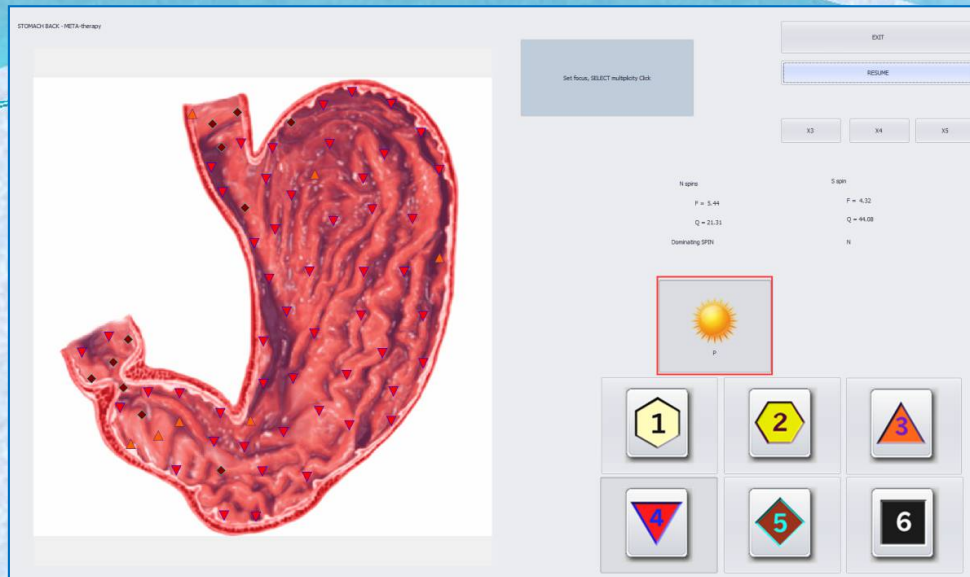 STOMACH BACK - META-therapy
EXIT
Set focus, SELECT multiplicity Click
RESUME
X3 X4 X5
N spins S spin
F = 5.44 F = 4.32
Q = 21.31 Q = 44.08
Dominating SPIN N
P
1 2 3
4 5 6